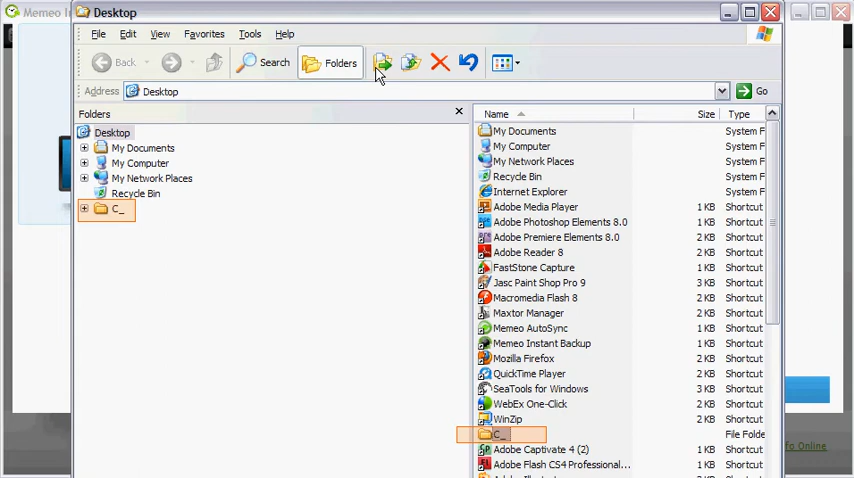 Memeo In
Desktop
File Edit View Favorites Tools Help
Back Search Folders
Address Desktop Go
Folders
Name Size Type
Desktop
My Documents
My Computer
My Network Places
Recycle Bin
C_
My Documents System F
My Computer System F
My Network Places System F
Recycle Bin System F
Internet Explorer System F
Adobe Media Player 1 KB Shortcut
Adobe Photoshop Elements 8.0 1 KB Shortcut
Adobe Premiere Elements 8.0 1 KB Shortcut
Adobe Reader 8 2 KB Shortcut
FastStone Capture 1 KB Shortcut
Jasc Paint Shop Pro 9 3 KB Shortcut
Macromedia Flash 8 2 KB Shortcut
Maxtor Manager 2 KB Shortcut
Memeo AutoSync 2 KB Shortcut
Memeo Instant Backup 2 KB Shortcut
Mozilla Firefox 2 KB Shortcut
QuickTime Player 2 KB Shortcut
SeaTools for Windows 2 KB Shortcut
WebEx One-Click 2 KB Shortcut
WinZip 2 KB Shortcut
C_ File Folde
Adobe Captivate 4 (2) 1 KB Shortcut
Adobe Flash CS4 Professional... 1 KB Shortcut
fo Online